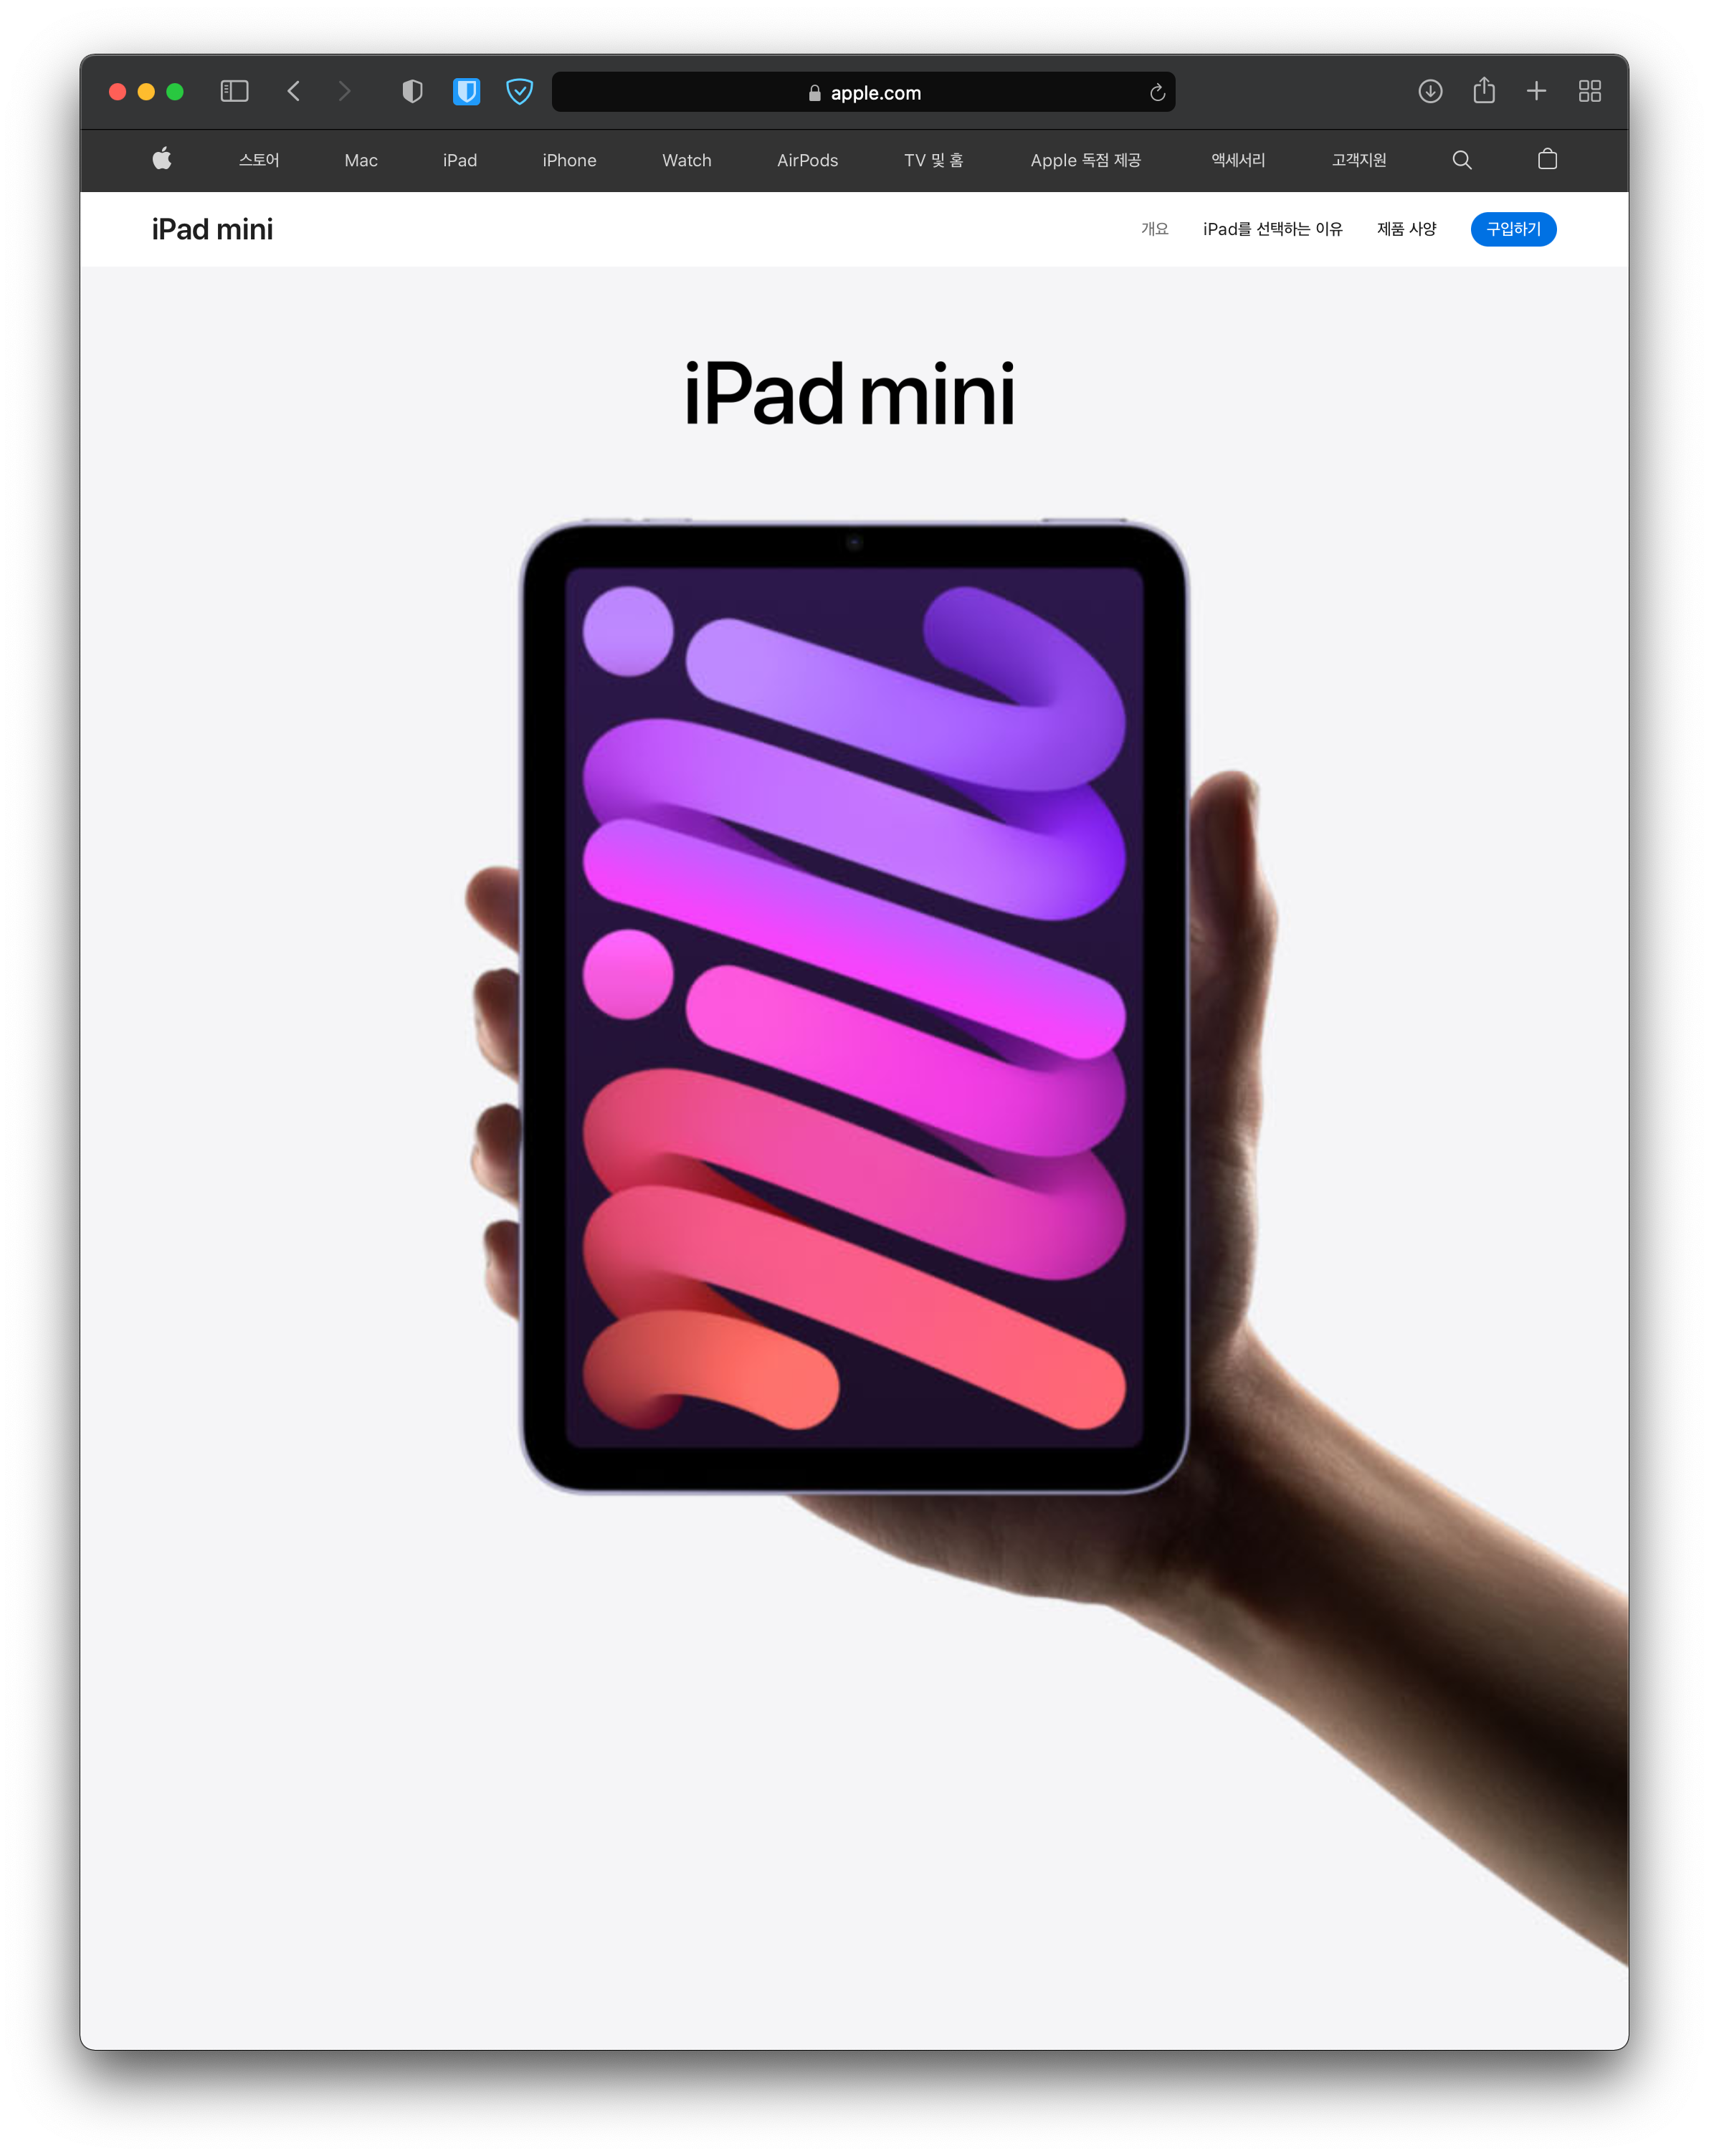 apple.com
스토어 Mac iPad iPhone Watch AirPods TV 및 홈 Apple 독점 제공 액세서리 고객지원
iPad mini 개요 iPad를 선택하는 이유 제품 사양 구입하기
iPad mini